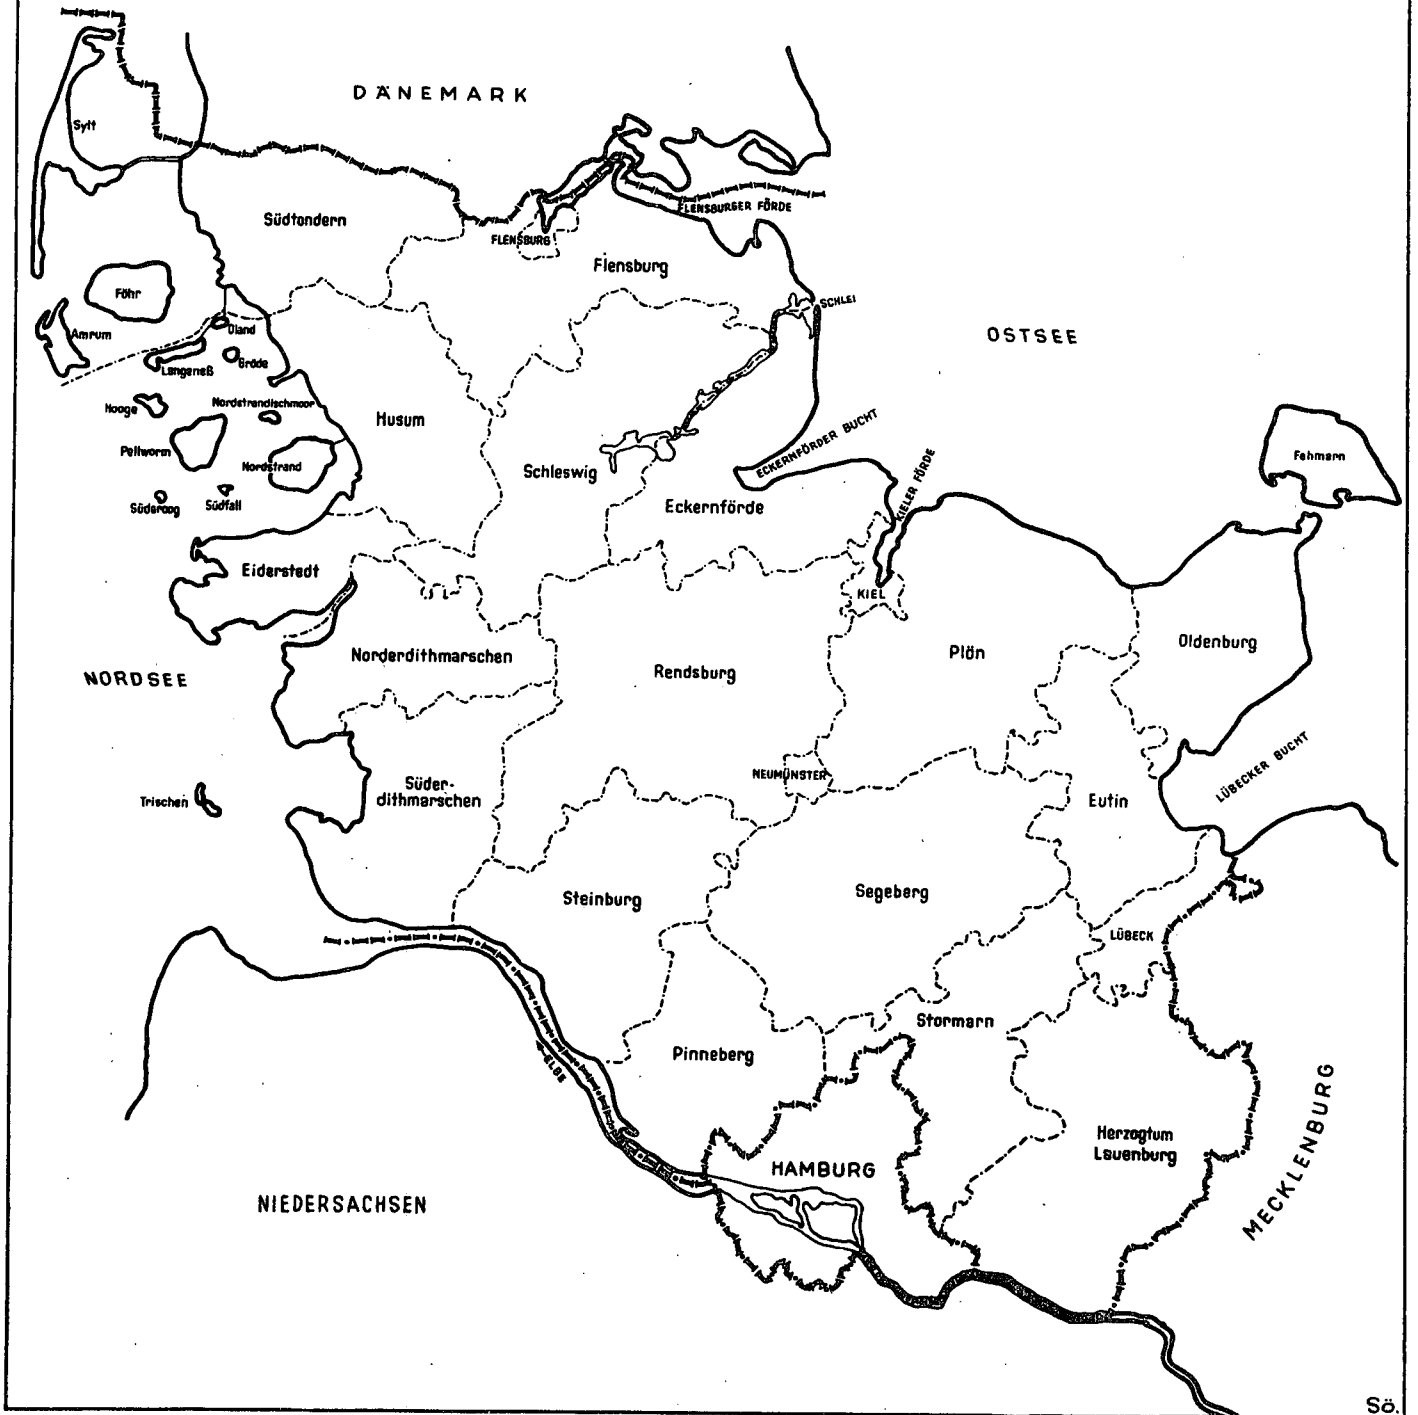 DÄNEMARK
Sylt
FLENSBURGER FÖRDE
Südtondern
FLENSBURG
Flensburg
Föhr
SCHLEI
Amrum
Oland
OSTSEE
Langeneß
Gröde
Hooge
Nordstrandischmoor
Husum
Pellworm
Nordstrand
ECKERNFÖRDER BUCHT
Fehmarn
Schleswig
KIELER FÖRDE
Südfall
Eckernförde
Eiderstedt
KIEL
Oldenburg
Norderdithmarschen
Plön
NORDSEE
Rendsburg
LÜBECKER BUCHT
NEUMÜNSTER
Süder-
dithmarschen
Trischen
Eutin
Steinburg
Segeberg
LÜBECK
Stormarn
Pinneberg
ELBE
MECKLENBURG
Herzogtum
Lauenburg
HAMBURG
NIEDERSACHSEN
Sö.